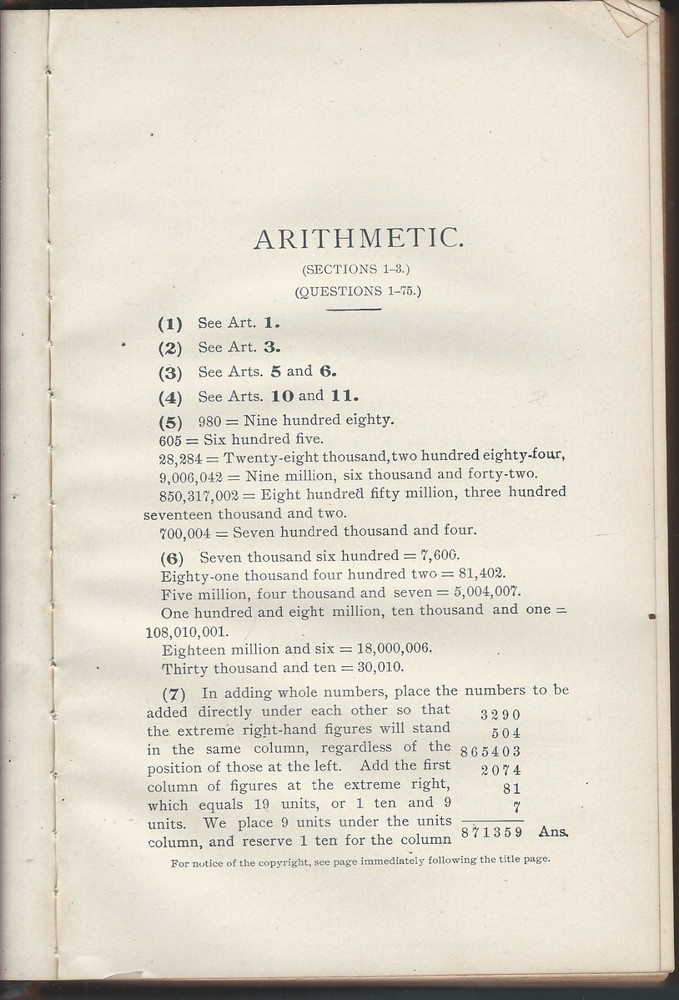 ARITHMETIC.
(SECTIONS 1–3.)
(QUESTIONS 1–75.)
(1) See Art. 1.
(2) See Art. 3.
(3) See Arts. 5 and 6.
(4) See Arts. 10 and 11.
(5) 980 = Nine hundred eighty.
605 = Six hundred five.
28,284 = Twenty-eight thousand, two hundred eighty-four,
9,006,042 = Nine million, six thousand and forty-two.
850,317,002 = Eight hundred fifty million, three hundred
seventeen thousand and two.
700,004 = Seven hundred thousand and four.
(6) Seven thousand six hundred = 7,600.
Eighty-one thousand four hundred two = 81,402.
Five million, four thousand and seven = 5,004,007.
One hundred and eight million, ten thousand and one =
108,010,001.
Eighteen million and six = 18,000,006.
Thirty thousand and ten = 30,010.
(7) In adding whole numbers, place the numbers to be
added directly under each other so that
the extreme right-hand figures will stand
in the same column, regardless of the
position of those at the left. Add the first
column of figures at the extreme right,
which equals 19 units, or 1 ten and 9
units. We place 9 units under the units
column, and reserve 1 ten for the column
3290
504
865403
2074
81
7
871359 Ans.
For notice of the copyright, see page immediately following the title page.